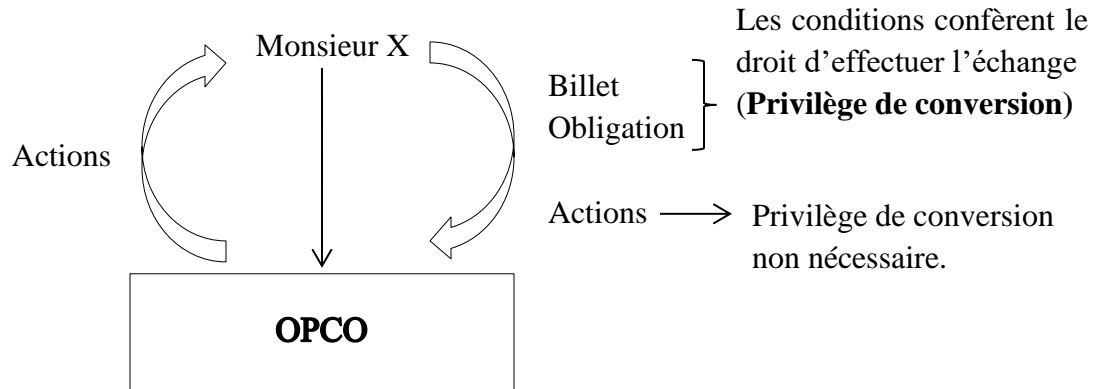 Monsieur X
Actions
Billet
Obligation
Les conditions confèrent le
droit d’effectuer l’échange
(Privilège de conversion)
Actions
Privilège de conversion
non nécessaire.
OPCO